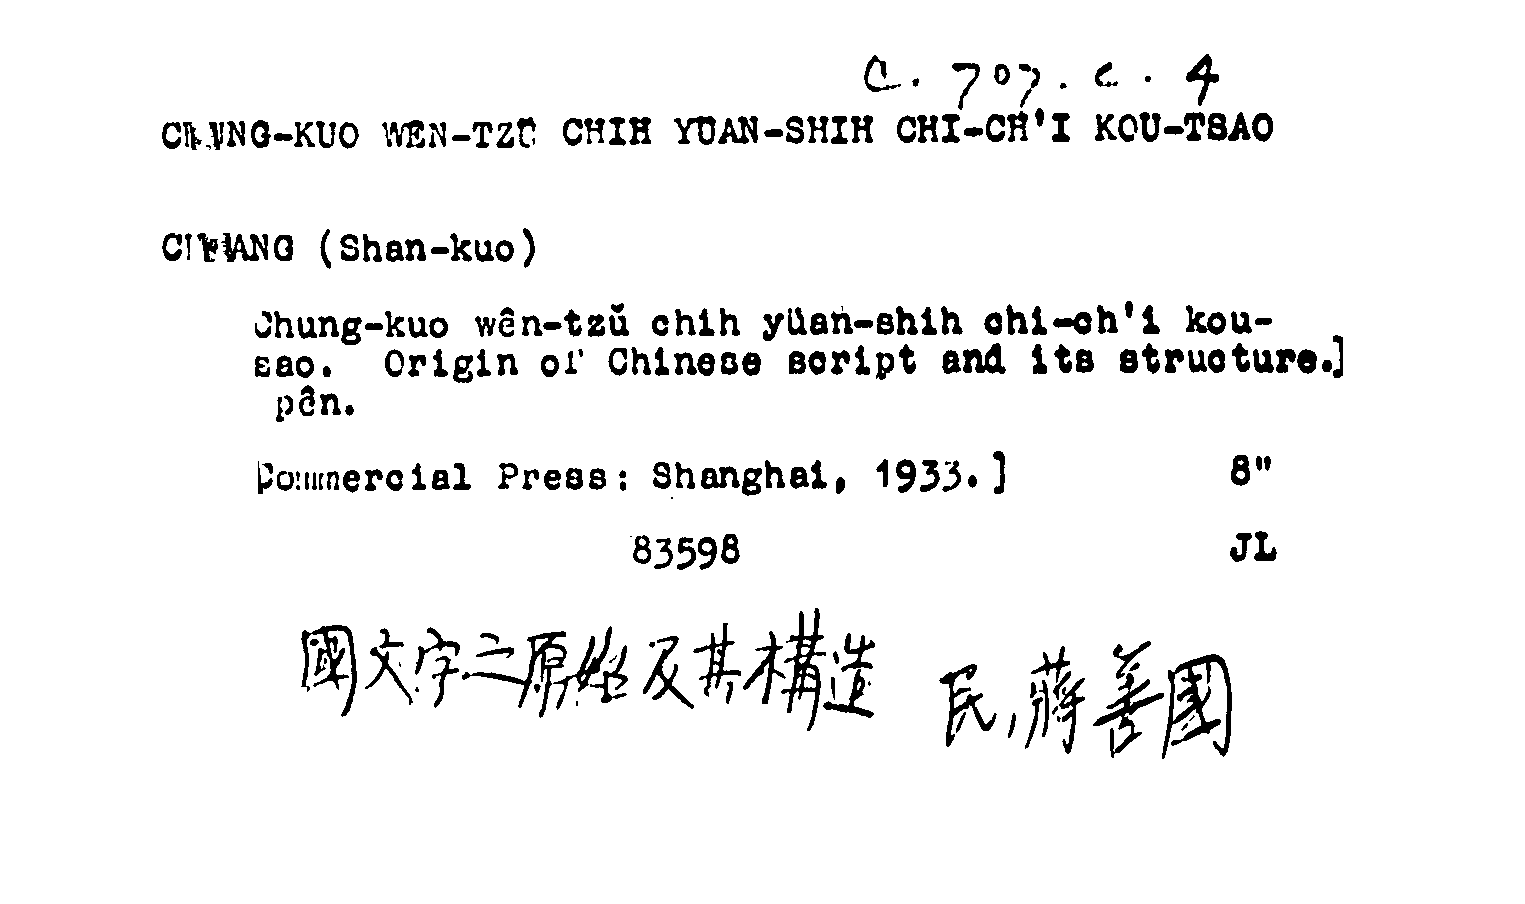 C. 707. c. 4
CHUNG-KUO WEN-TZŬ CHIH YUAN-SHIH CHI-CH'I KOU-TSAO
CHIANG (Shan-kuo)
Chung-kuo wên-tzŭ chih yüan-shih chi-ch'i kou-
sao. Origin of Chinese script and its structure.]
pên.
Commercial Press: Shanghai, 1933.] 8"
83598 JL
國文字之原始及其構造 民,蔣善國